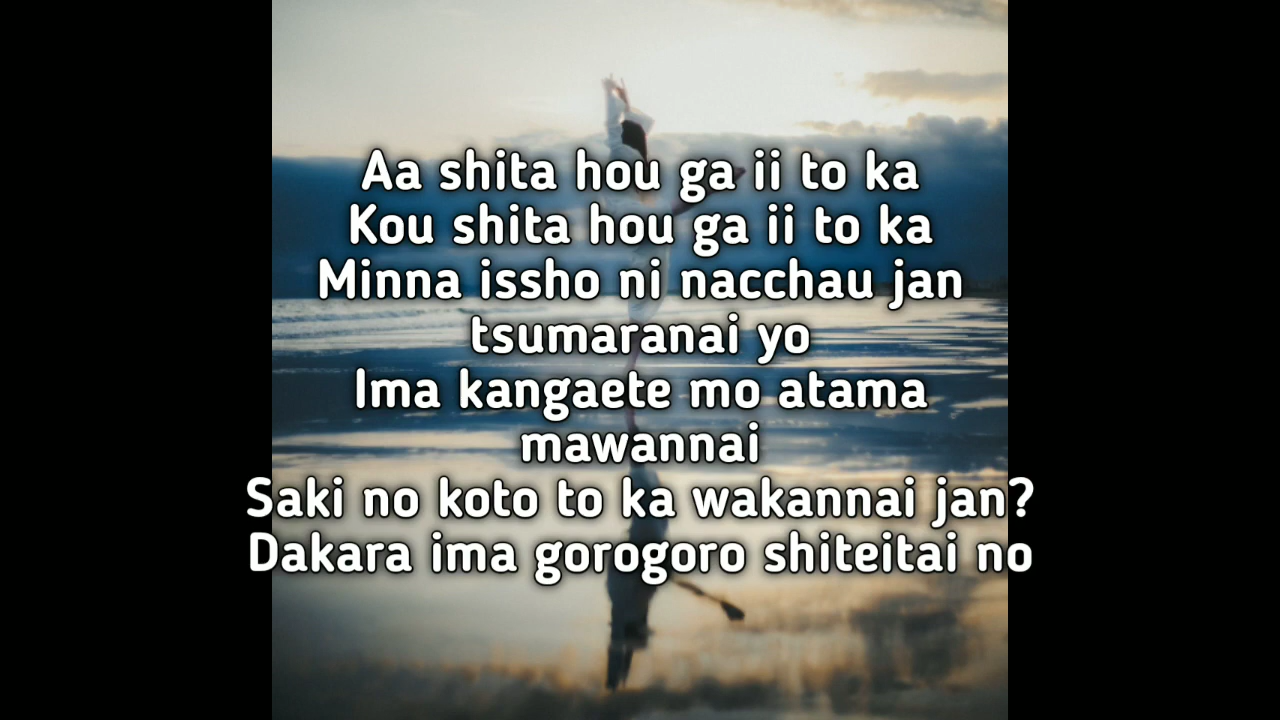 Aa shita hou ga ii to ka
Kou shita hou ga ii to ka
Minna issho ni nacchau jan
tsumaranai yo
Ima kangaete mo atama
mawannai
Saki no koto to ka wakannai jan?
Dakara ima gorogoro shiteitai no